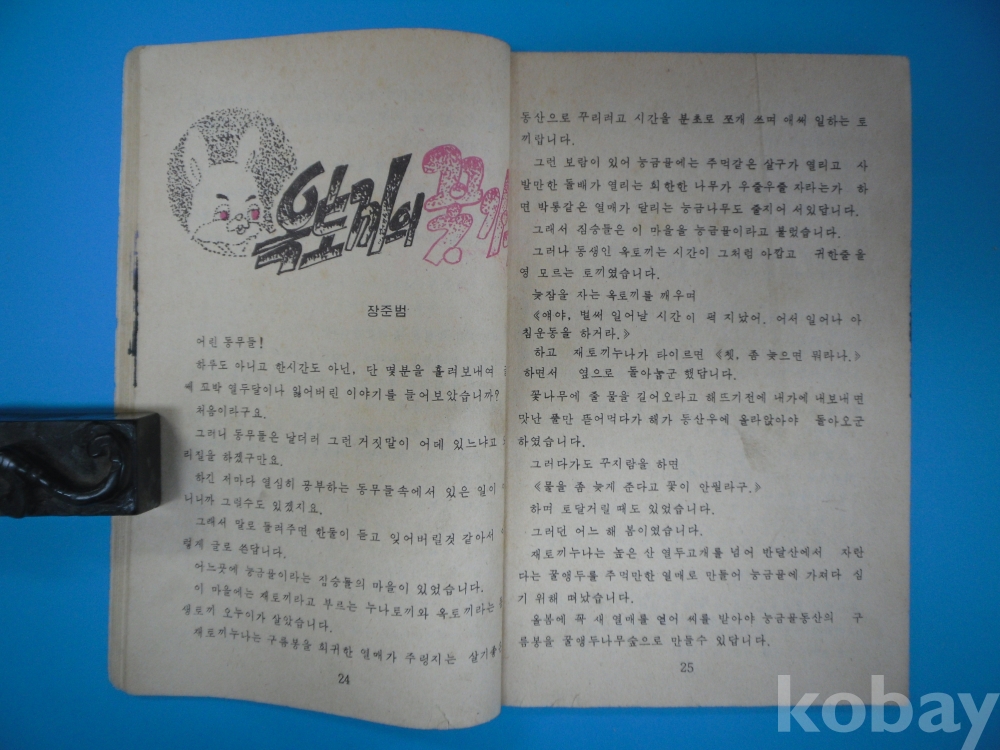 옥토끼의
장준범
어린 동무들!
하루도 아니고 한시간도 아닌, 단 몇분을 흘러보내여
에 꼬박 열두달이나 잃어버린 이야기를 들어보았습니까?
처음이라구요.
그러니 동무들은 날더러 그런 거짓말이 어데 있느냐고
리질을 하겠구만요.
하긴 저마다 열심히 공부하는 동무들속에서 있은 일이
니니까 그럴수도 있겠지요.
그래서 말로 들려주면 한둘이 듣고 잊어버릴것 같아서
렇게 글로 쓴답니다.
어느곳에 능금골이라는 짐승들의 마을이 있었습니다.
이 마을에는 재토끼라고 부르는 누나토끼와 옥토끼라는
생토끼 오누이가 살았습니다.
재토끼누나는 구름봉을 희귀한 열매가 주렁지는 살기
24
동산으로 꾸리려고 시간을 분초로 쪼개 쓰며 애써 일하는 토
끼랍니다.
그런 보람이 있어 능금골에는 주먹같은 살구가 열리고 사
발만한 돌배가 열리는 희한한 나무가 우줄우줄 자라는가 하
면 박통같은 열매가 달리는 능금나무도 줄지어 서있답니다.
그래서 짐승들은 이 마을을 능금골이라고 불렀습니다.
그러나 동생인 옥토끼는 시간이 그처럼 아깝고 귀한줄을
영 모르는 토끼였습니다.
늦잠을 자는 옥토끼를 깨우며
《얘야, 벌써 일어날 시간이 퍽 지났어. 어서 일어나 아
침운동을 하거라.》
하고 재토끼누나가 타이르면 《쳇, 좀 늦으면 뭐라나.》
하면서 옆으로 돌아눕군 했답니다.
꽃나무에 줄 물을 길어오라고 해뜨기전에 내가에 내보내면
맛난 풀만 뜯어먹다가 해가 등산우에 올라앉아야 돌아오군
하였습니다.
그러다가도 꾸지람을 하면
《물을 좀 늦게 준다고 꽃이 안필라구.》
하며 토달거릴 때도 있었습니다.
그러던 어느 해 봄이였습니다.
재토끼누나는 높은 산 열두고개를 넘어 만달산에서 자란
다는 꿀앵두를 주먹만한 열매로 만들어 능금골에 가져다 심
기 위해 떠났습니다.
올봄에 꼭 새 열매를 얻어 씨를 받아야 능금골동산의 구
름봉을 꿀앵두나무숲으로 만들수 있답니다.
25
kobay